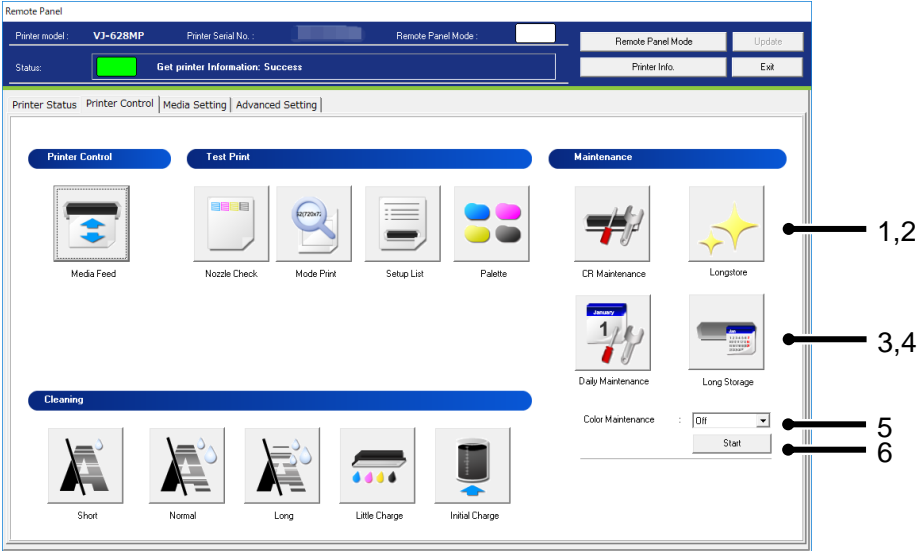 Remote Panel
Printer model : VJ-628MP Printer Serial No. : Remote Panel Mode : Remote Panel Mode Update
Status: Get printer Information: Success Printer Info. Exit
Printer Status Printer Control Media Setting Advanced Setting
Printer Control Test Print Maintenance
Media Feed Nozzle Check Mode Print Setup List Palette CR Maintenance Longstore
1,2
January
1
Jan
3,4
Daily Maintenance Long Storage
Cleaning
Color Maintenance : Off
5
Start
6
Short Normal Long Little Charge Initial Charge